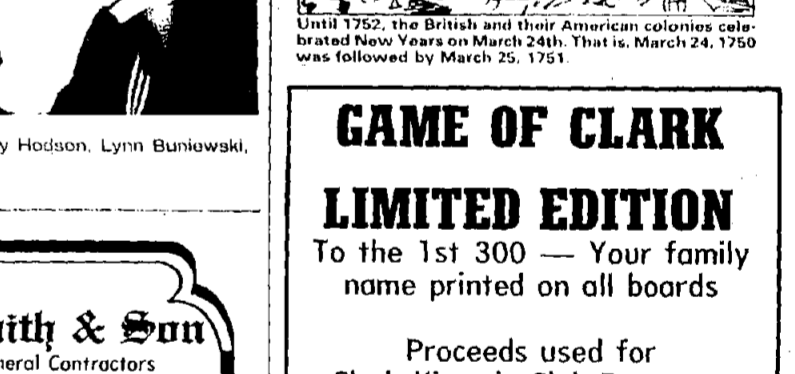 Until 1752, the British and their American colonies cele-
brated New Years on March 24th. That is, March 24, 1750
was followed by March 25, 1751.
y Hodson, Lynn Buniewski,
GAME OF CLARK
LIMITED EDITION
To the 1st 300 — Your family
name printed on all boards
Proceeds used for
ith & Son
neral Contractors